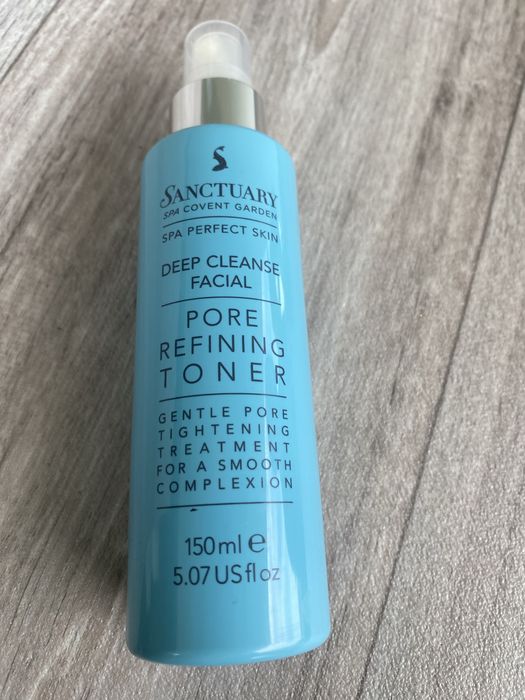 SANCTUARY
SPA COVENT GARDEN
SPA PERFECT SKIN
DEEP CLEANSE
FACIAL
PORE
REFINING
TONER
GENTLE PORE
TIGHTENING
TREATMENT
FOR A SMOOTH
COMPLEXION
150ml e
5.07USfl oz